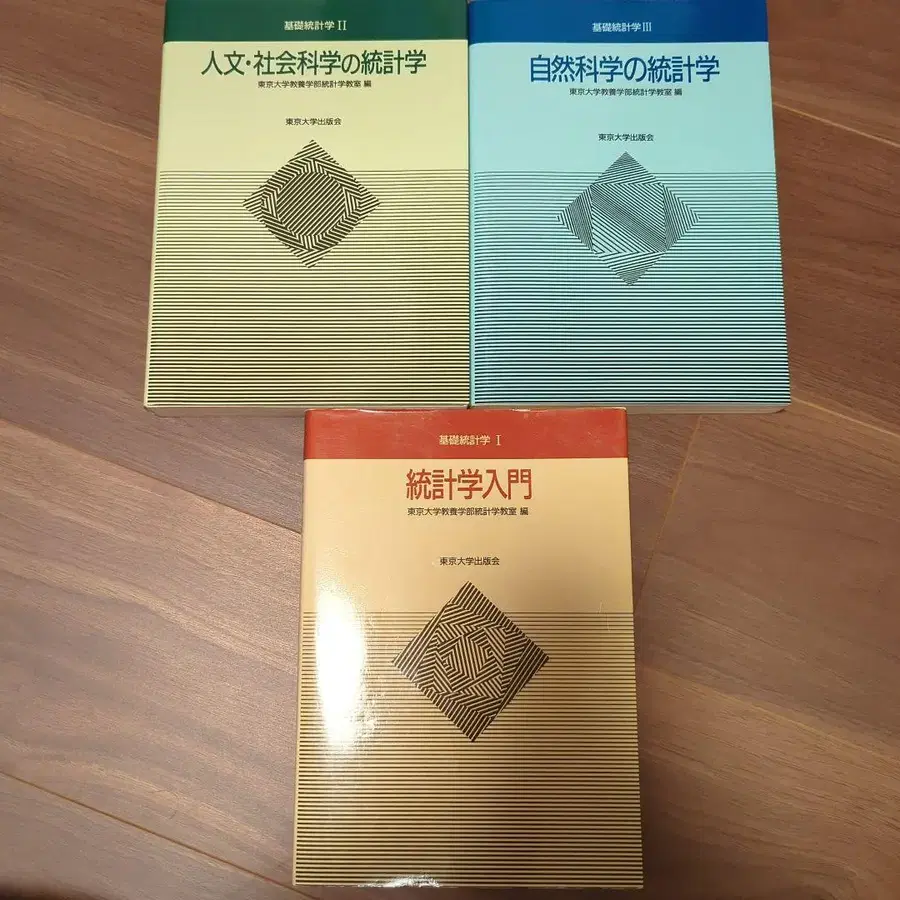 基礎統計学 II
人文・社会科学の統計学
東京大学教養学部統計学教室 編
東京大学出版会
基礎統計学 III
自然科学の統計学
東京大学教養学部統計学教室 編
東京大学出版会
基礎統計学 I
統計学入門
東京大学教養学部統計学教室 編
東京大学出版会